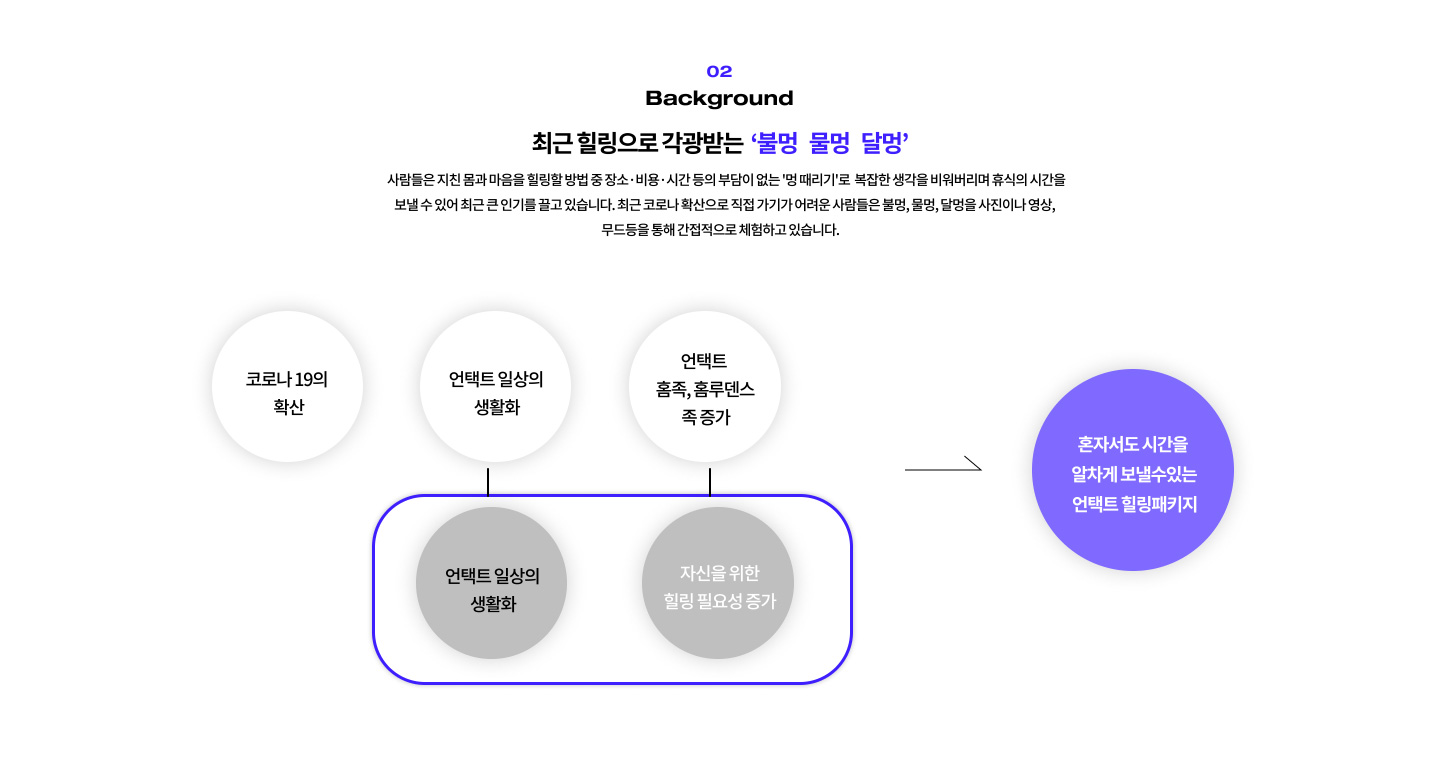 02
Background
최근 힐링으로 각광받는 ‘불멍 물멍 달멍’
사람들은 지친 몸과 마음을 힐링할 방법 중 장소·비용·시간 등의 부담이 없는 '멍 때리기'로 복잡한 생각을 비워버리며 휴식의 시간을
보낼 수 있어 최근 큰 인기를 끌고 있습니다. 최근 코로나 확산으로 직접 가기가 어려운 사람들은 불멍, 물멍, 달멍을 사진이나 영상,
무드등을 통해 간접적으로 체험하고 있습니다.
코로나 19의
확산
언택트 일상의
생활화
언택트
홈족, 홈루덴스
족 증가
언택트 일상의
생활화
자신을 위한
힐링 필요성 증가
혼자서도 시간을
알차게 보낼수있는
언택트 힐링패키지